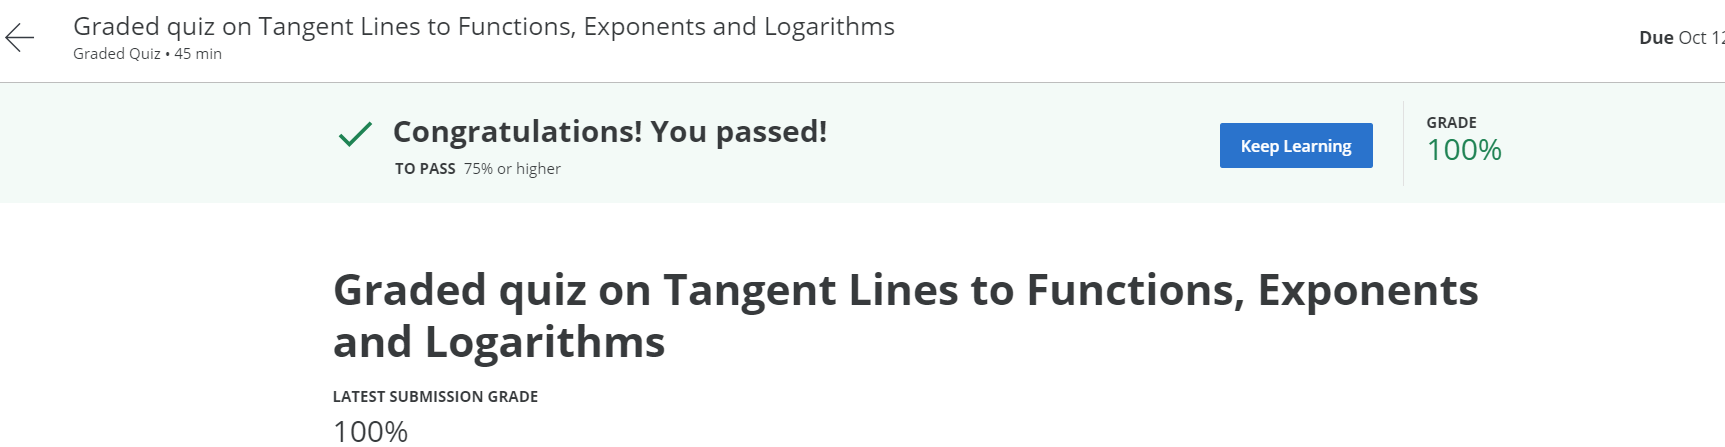 Graded quiz on Tangent Lines to Functions, Exponents and Logarithms
Graded Quiz • 45 min
Due Oct 12
Congratulations! You passed!
TO PASS 75% or higher
Keep Learning
GRADE
100%
Graded quiz on Tangent Lines to Functions, Exponents
and Logarithms
LATEST SUBMISSION GRADE
100%